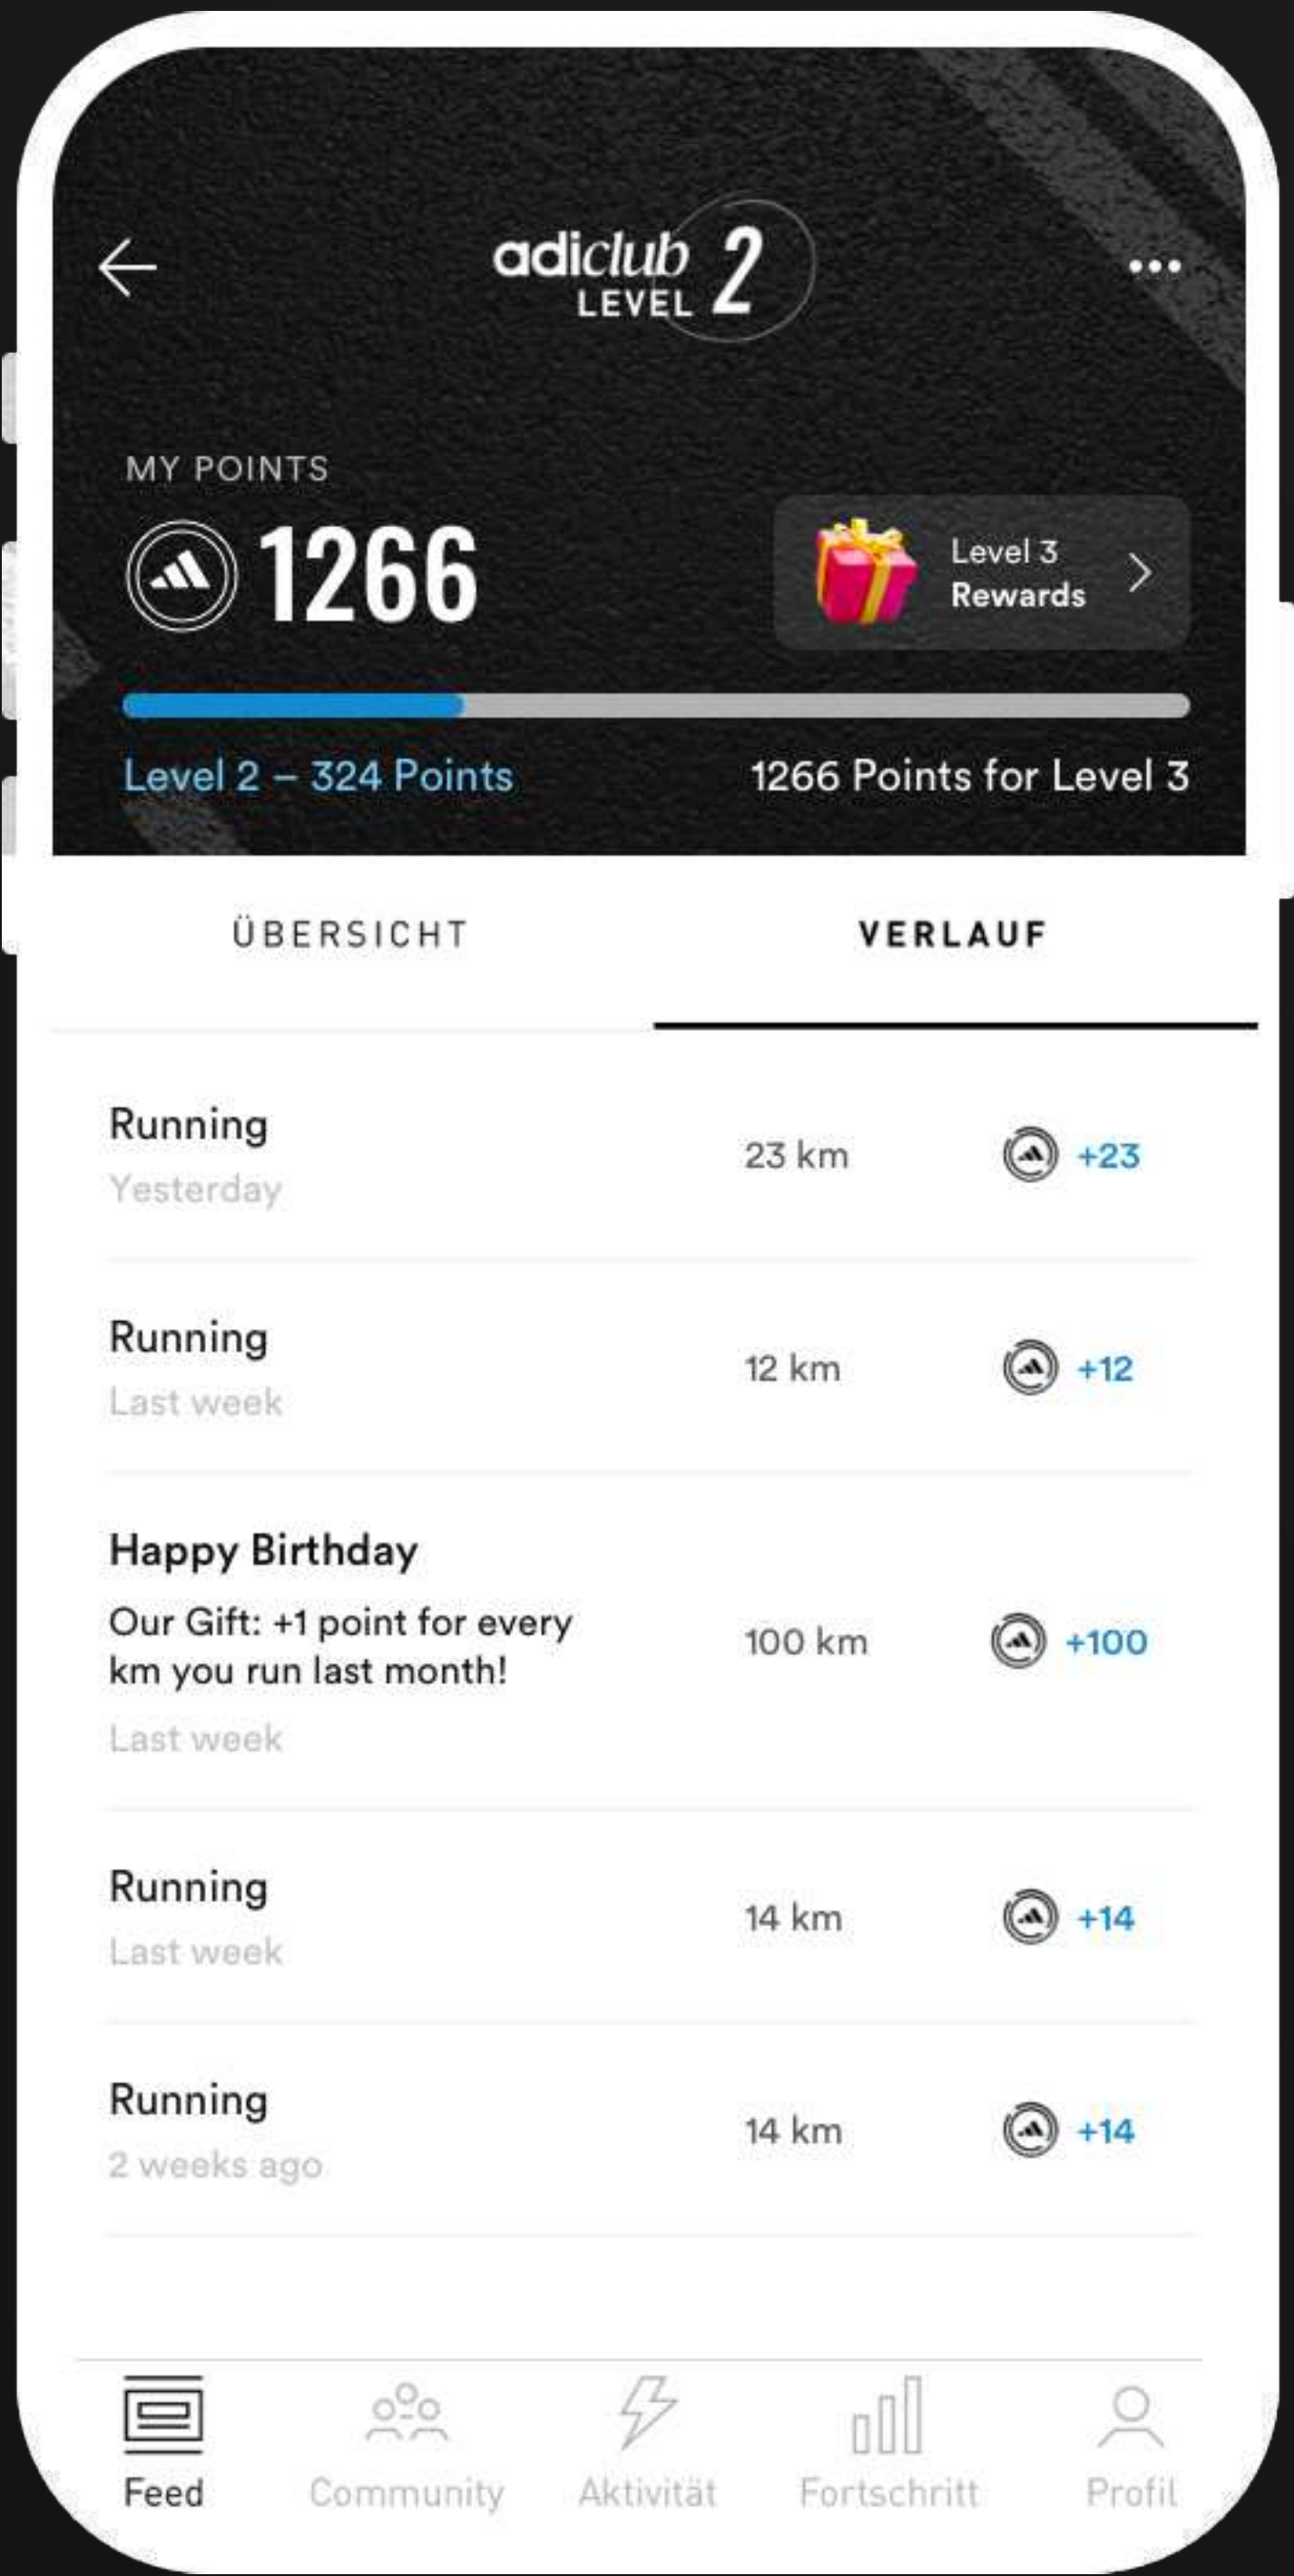 adiclub 2
LEVEL
MY POINTS
1266
Level 3
Rewards
Level 2 – 324 Points
1266 Points for Level 3
ÜBERSICHT
VERLAUF
Running
Yesterday
23 km
+23
Running
Last week
12 km
+12
Happy Birthday
Our Gift: +1 point for every
km you run last month!
Last week
100 km
+100
Running
Last week
14 km
+14
Running
2 weeks ago
14 km
+14
Feed
Community
Aktivität
Fortschritt
Profil